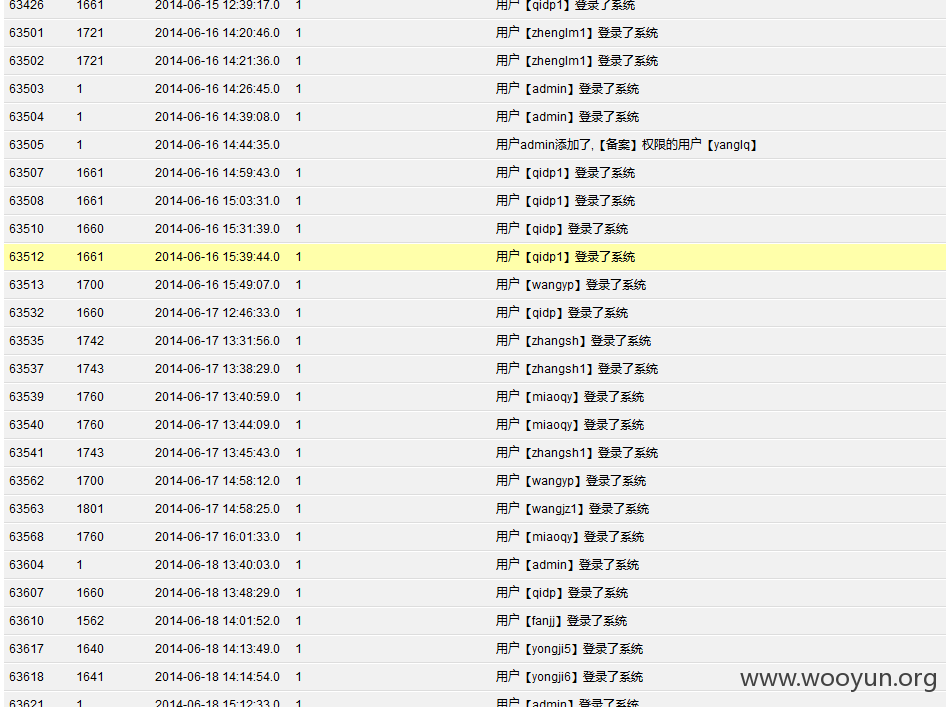 63426 1661 2014-06-15 12:39:17.0 1 用户【qidp1】登录了系统
63501 1721 2014-06-16 14:20:46.0 1 用户【zhenglm1】登录了系统
63502 1721 2014-06-16 14:21:36.0 1 用户【zhenglm1】登录了系统
63503 1 2014-06-16 14:26:45.0 1 用户【admin】登录了系统
63504 1 2014-06-16 14:39:08.0 1 用户【admin】登录了系统
63505 1 2014-06-16 14:44:35.0 用户admin添加了,【备案】权限的用户【yanglq】
63507 1661 2014-06-16 14:59:43.0 1 用户【qidp1】登录了系统
63508 1661 2014-06-16 15:03:31.0 1 用户【qidp1】登录了系统
63510 1660 2014-06-16 15:31:39.0 1 用户【qidp】登录了系统
63512 1661 2014-06-16 15:39:44.0 1 用户【qidp1】登录了系统
63513 1700 2014-06-16 15:49:07.0 1 用户【wangyp】登录了系统
63532 1660 2014-06-17 12:46:33.0 1 用户【qidp】登录了系统
63535 1742 2014-06-17 13:31:56.0 1 用户【zhangsh】登录了系统
63537 1743 2014-06-17 13:38:29.0 1 用户【zhangsh1】登录了系统
63539 1760 2014-06-17 13:40:59.0 1 用户【miaoqy】登录了系统
63540 1760 2014-06-17 13:44:09.0 1 用户【miaoqy】登录了系统
63541 1743 2014-06-17 13:45:43.0 1 用户【zhangsh1】登录了系统
63562 1700 2014-06-17 14:58:12.0 1 用户【wangyp】登录了系统
63563 1801 2014-06-17 14:58:25.0 1 用户【wangjz1】登录了系统
63568 1760 2014-06-17 16:01:33.0 1 用户【miaoqy】登录了系统
63604 1 2014-06-18 13:40:03.0 1 用户【admin】登录了系统
63607 1660 2014-06-18 13:48:29.0 1 用户【qidp】登录了系统
63610 1562 2014-06-18 14:01:52.0 1 用户【fanjj】登录了系统
63617 1640 2014-06-18 14:13:49.0 1 用户【yongji5】登录了系统
63618 1641 2014-06-18 14:14:54.0 1 用户【yongji6】登录了系统
www.wooyun.org
63621 1 2014-06-18 15:12:33.0 1 用户【admin】登录了系统